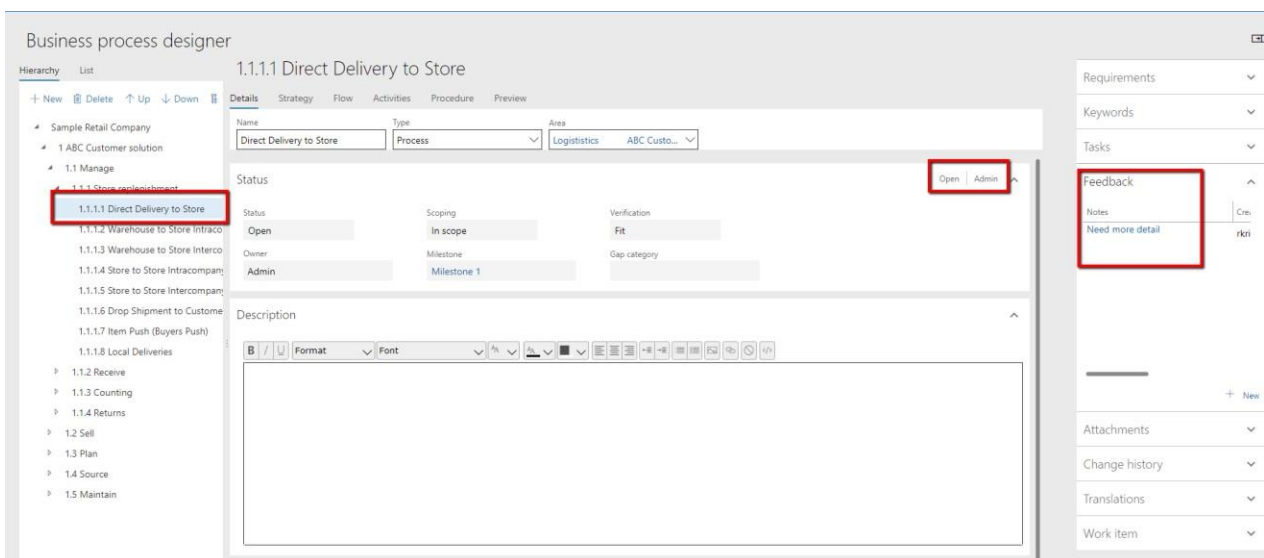 Business process designer
Hierarchy List
New Delete Up Down
Sample Retail Company
1 ABC Customer solution
1.1 Manage
1.1.1 Store replenishment
1.1.1.1 Direct Delivery to Store
1.1.1.2 Warehouse to Store Intraco
1.1.1.3 Warehouse to Store Interco
1.1.1.4 Store to Store Intracompany
1.1.1.5 Store to Store Intercompany
1.1.1.6 Drop Shipment to Custome
1.1.1.7 Item Push (Buyers Push)
1.1.1.8 Local Deliveries
1.1.2 Receive
1.1.3 Counting
1.1.4 Returns
1.2 Sell
1.3 Plan
1.4 Source
1.5 Maintain
1.1.1.1 Direct Delivery to Store
Details Strategy Flow Activities Procedure Preview
Name Type Area
Direct Delivery to Store Process Logististics ABC Custo...
Status Open Admin
Status Scoping Verification
Open In scope Fit
Owner Milestone Gap category
Admin Milestone 1
Description
B I U Format Font
Requirements
Keywords
Tasks
Feedback
Notes Cre
Need more detail rkri
+ New
Attachments
Change history
Translations
Work item